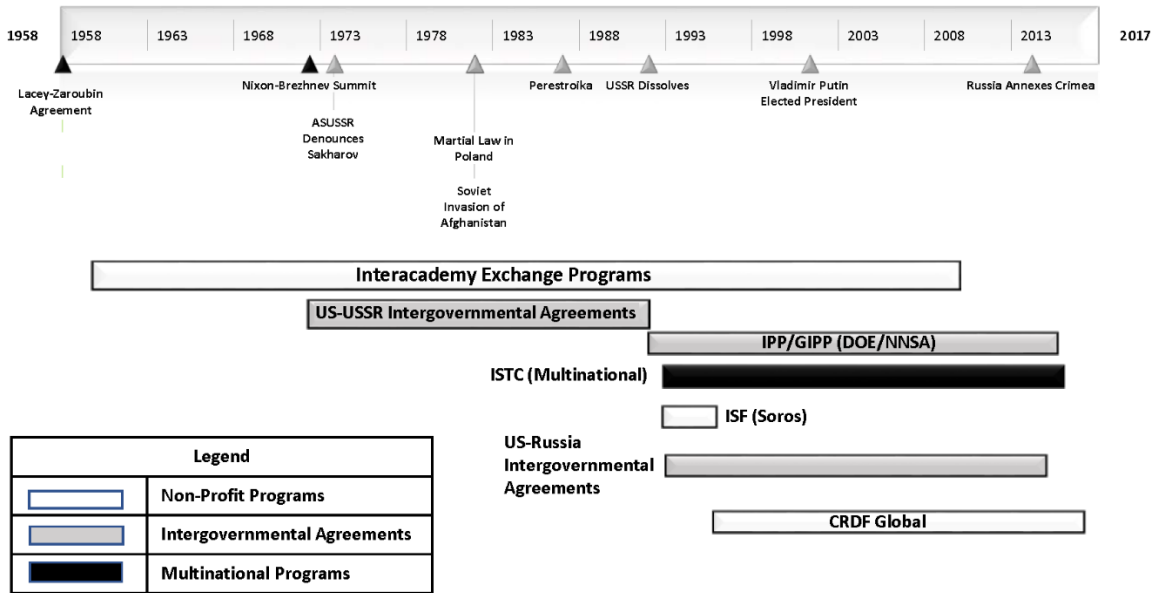 1958 1958 1963 1968 1973 1978 1983 1988 1993 1998 2003 2008 2013 2017
Lacey-Zaroubin
Agreement
Nixon-Brezhnev Summit
ASUSSR
Denounces
Sakharov
Martial Law in
Poland
Soviet
Invasion of
Afghanistan
Perestroika
USSR Dissolves
Vladimir Putin
Elected President
Russia Annexes Crimea
Interacademy Exchange Programs
US-USSR Intergovernmental Agreements
IPP/GIPP (DOE/NNSA)
ISTC (Multinational)
ISF (Soros)
US-Russia
Intergovernmental
Agreements
CRDF Global
Legend
Non-Profit Programs
Intergovernmental Agreements
Multinational Programs